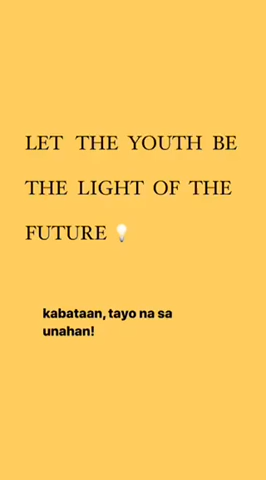 LET THE YOUTH BE
THE LIGHT OF THE
FUTURE 💡
kabataan, tayo na sa
unahan!